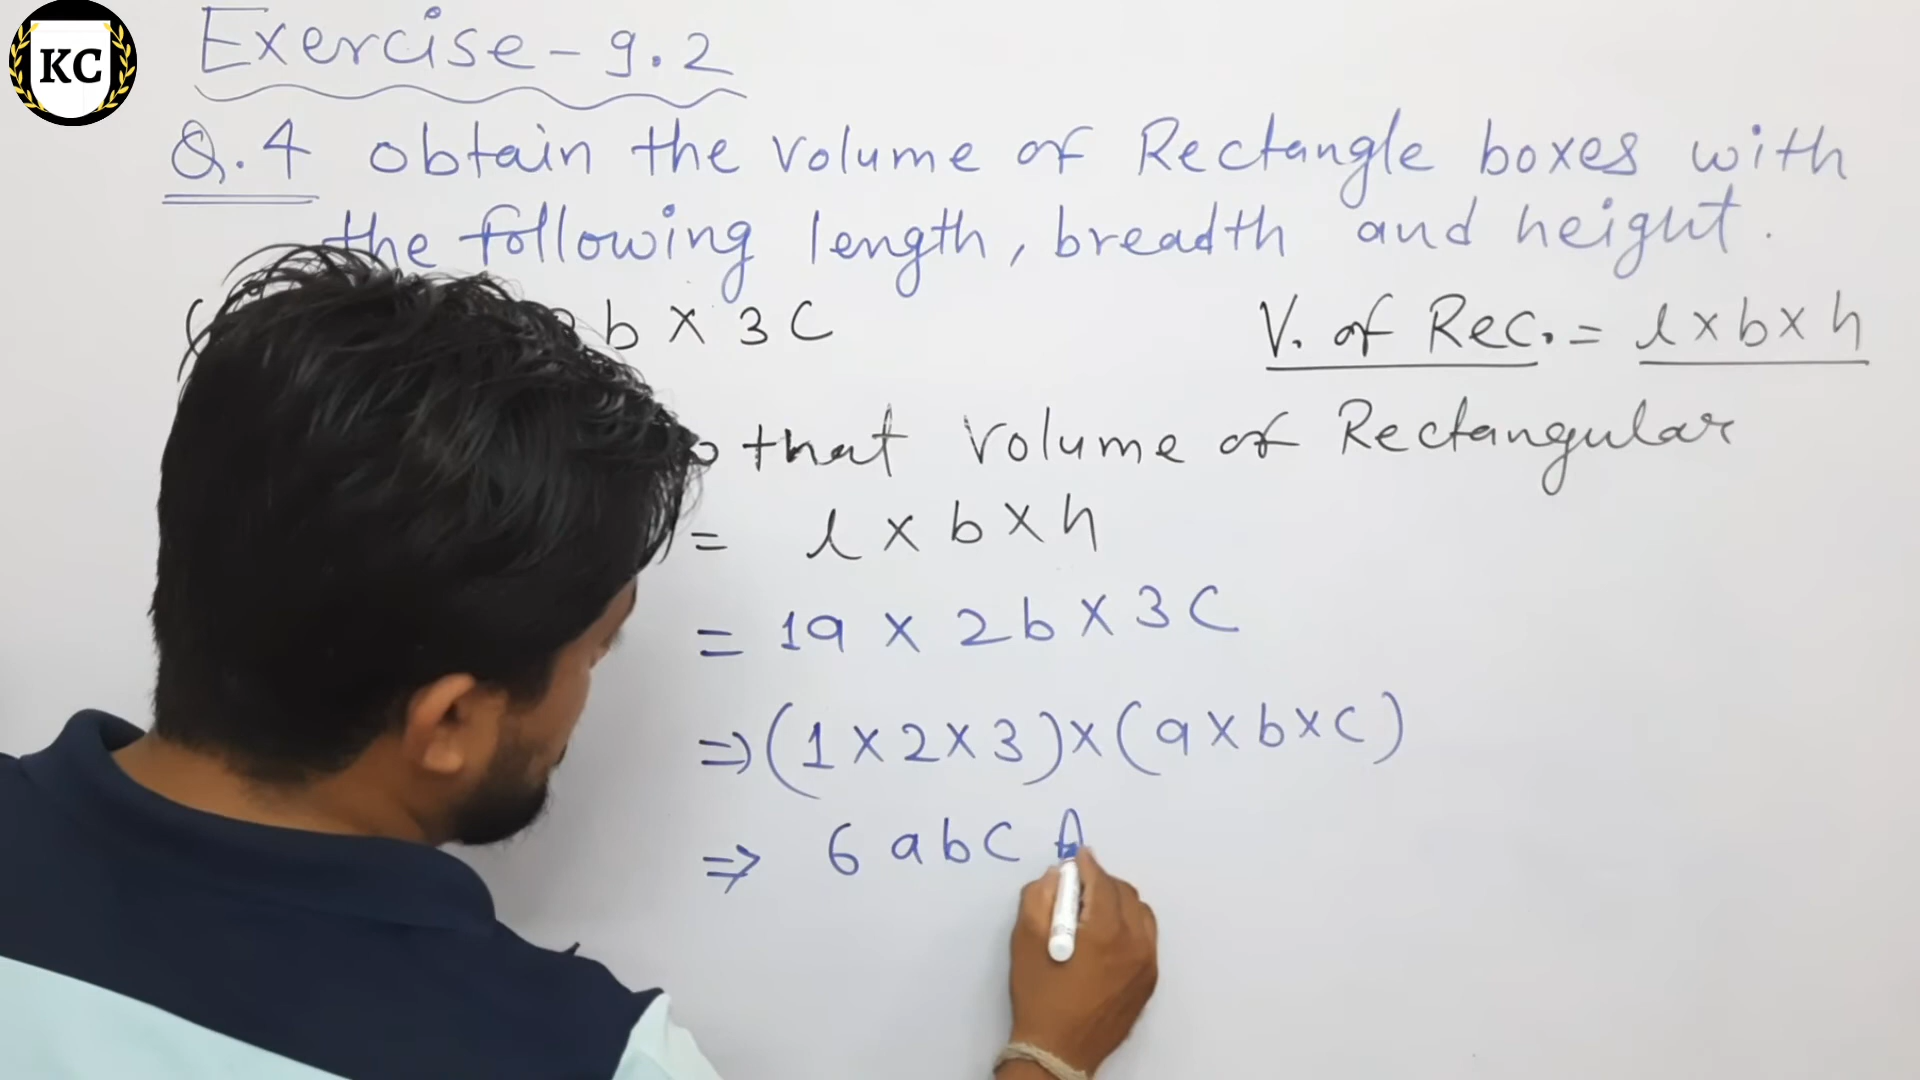 KC
Exercise-9.2
Q.4 obtain the volume of Rectangle boxes with
the following length, breadth and height.
b × 3C
V. of Rec. = l×b×h
that volume of Rectangular
= l × b × h
= 1a × 2b × 3C
⇒ (1×2×3)×(a×b×c)
⇒ 6 abc